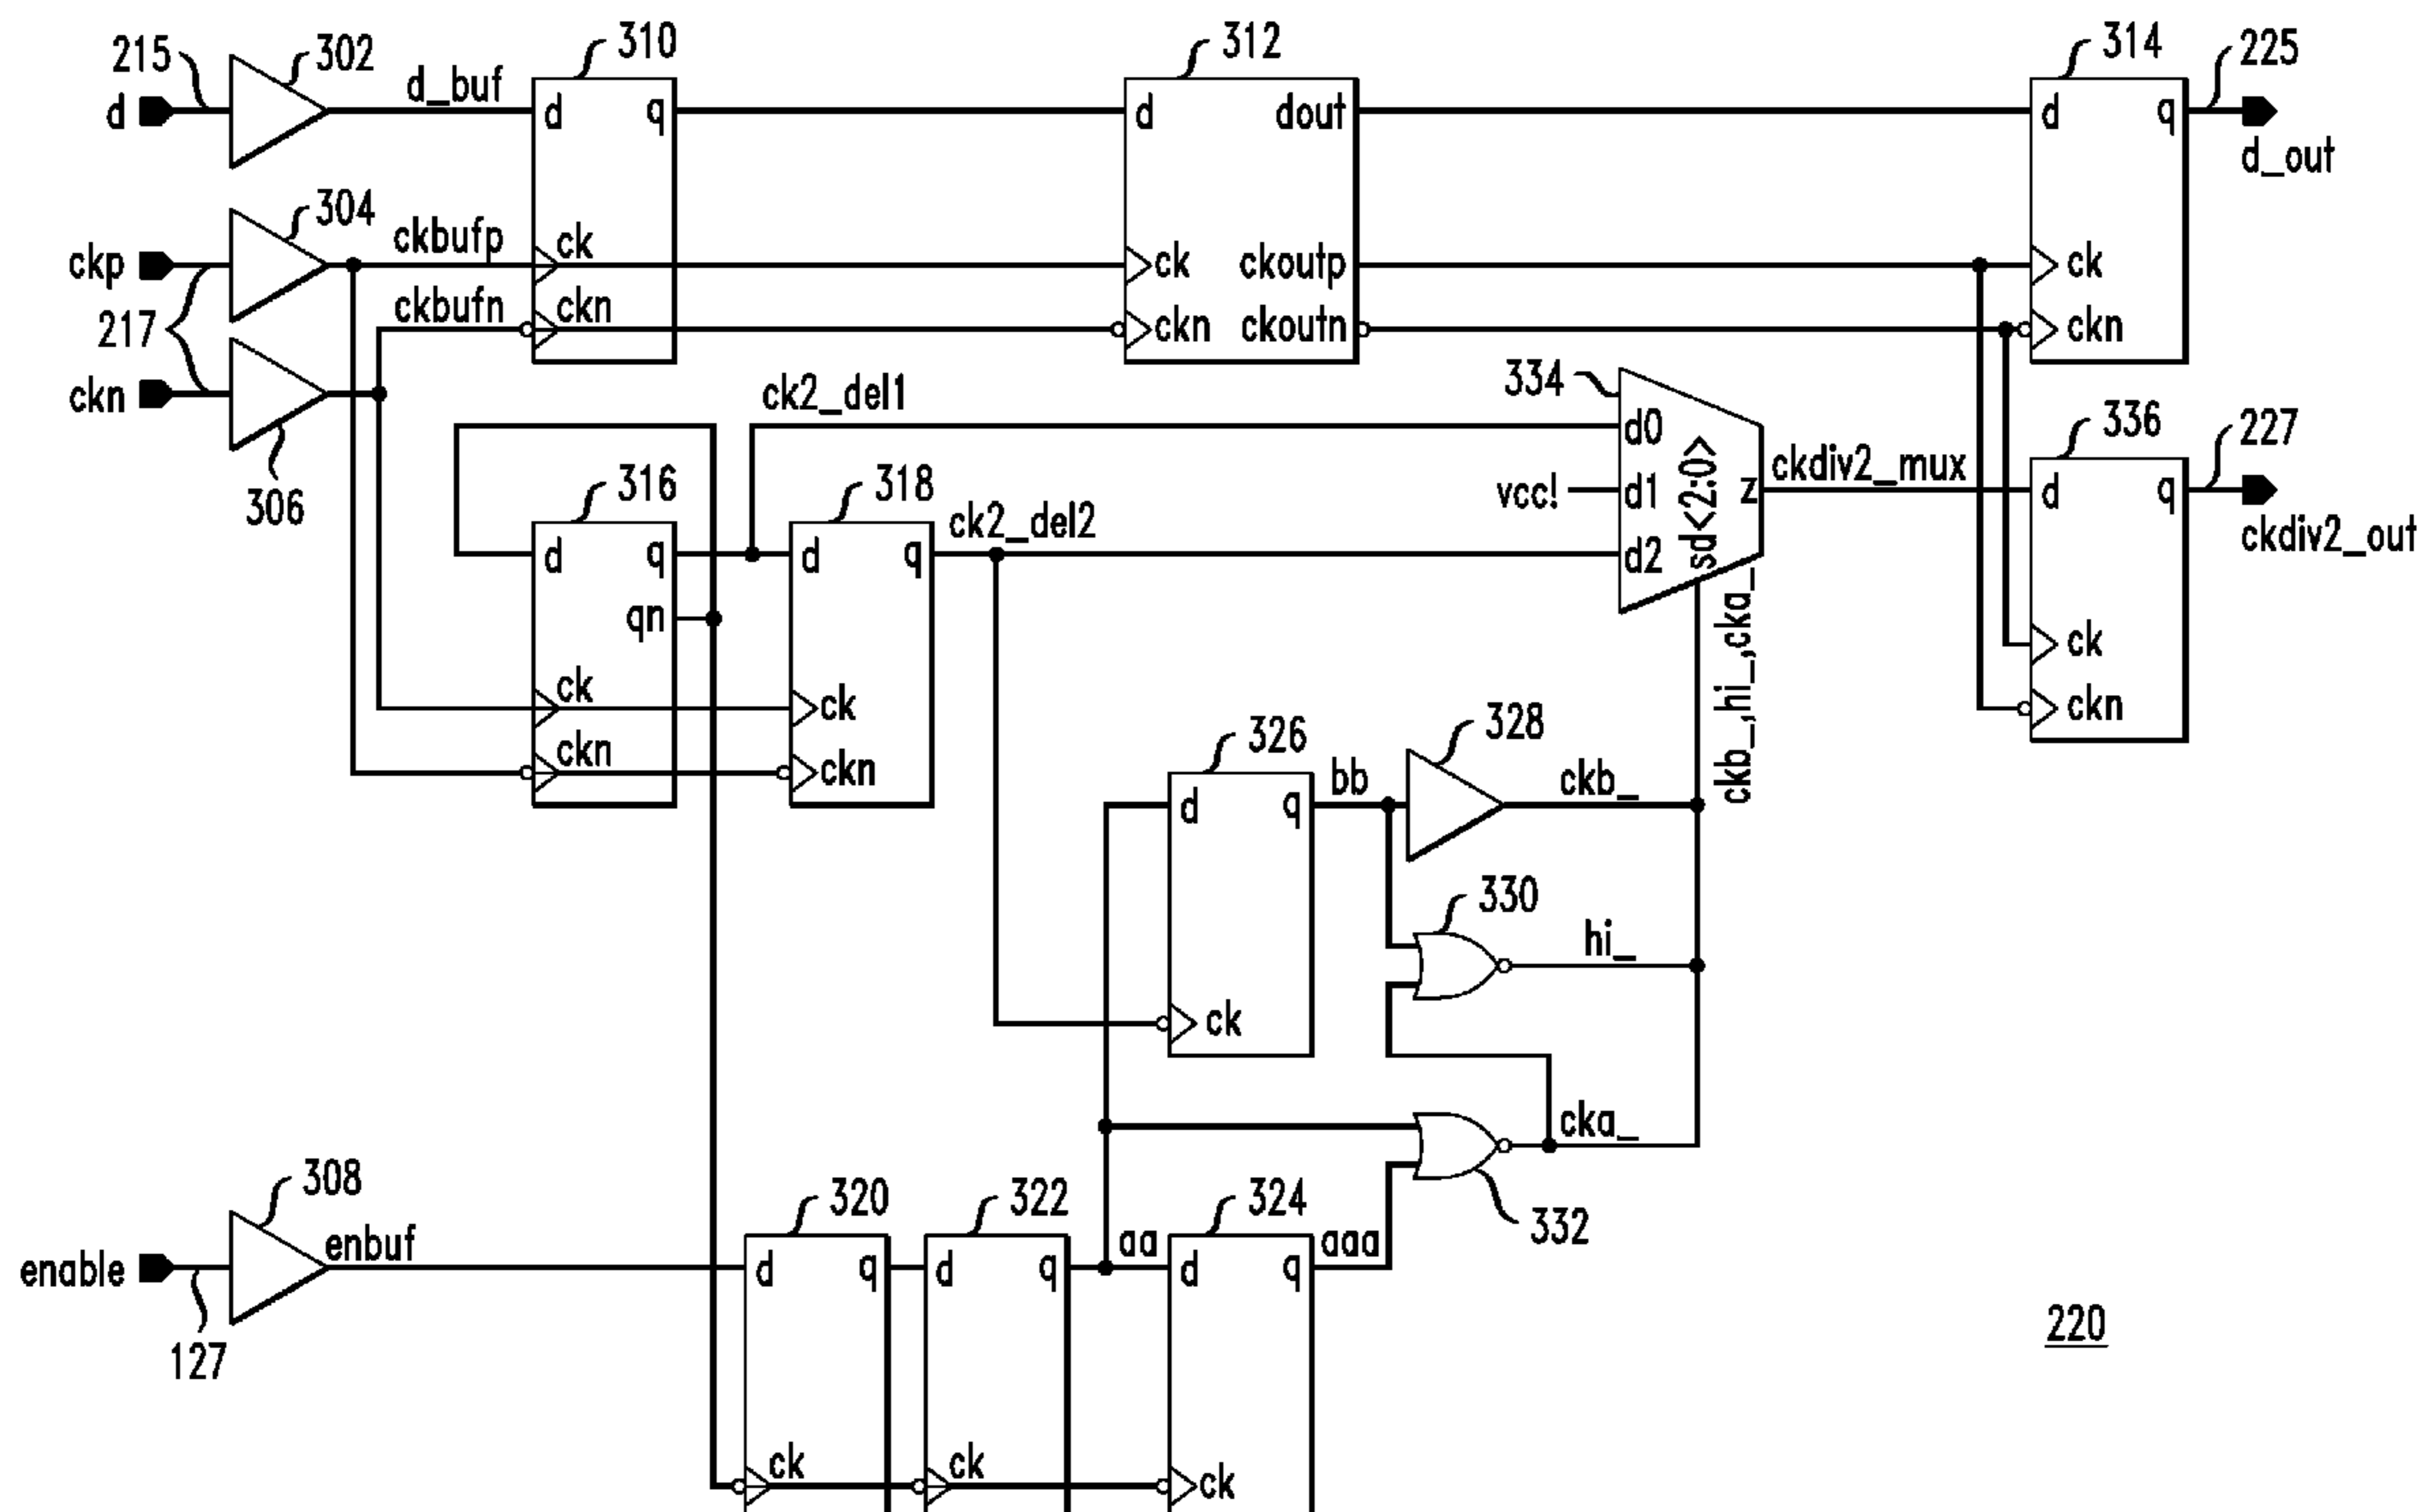 215
302
310
312
314
225
d
d_buf
d
q
d
dout
d
q
d_out
304
ckp
ckbufp
ck
ck
ckoutp
ck
217
ckbufn
ckn
ckn
ckoutn
ckn
ckn
306
ck2_del1
334
d0
vcc!
d1
d2
sd<2:0>
z
ckdiv2_mux
336
227
d
q
ckdiv2_out
ck
ckn
316
318
d
q
qn
d
q
ck2_del2
ck
ck
ckn
ckn
ckb_,hi_,cka_
326
328
d
q
bb
ckb_
ck
330
hi_
cka_
332
308
enable
enbuf
127
320
322
324
d
q
d
q
aa
d
q
aaa
ck
ck
ck
220